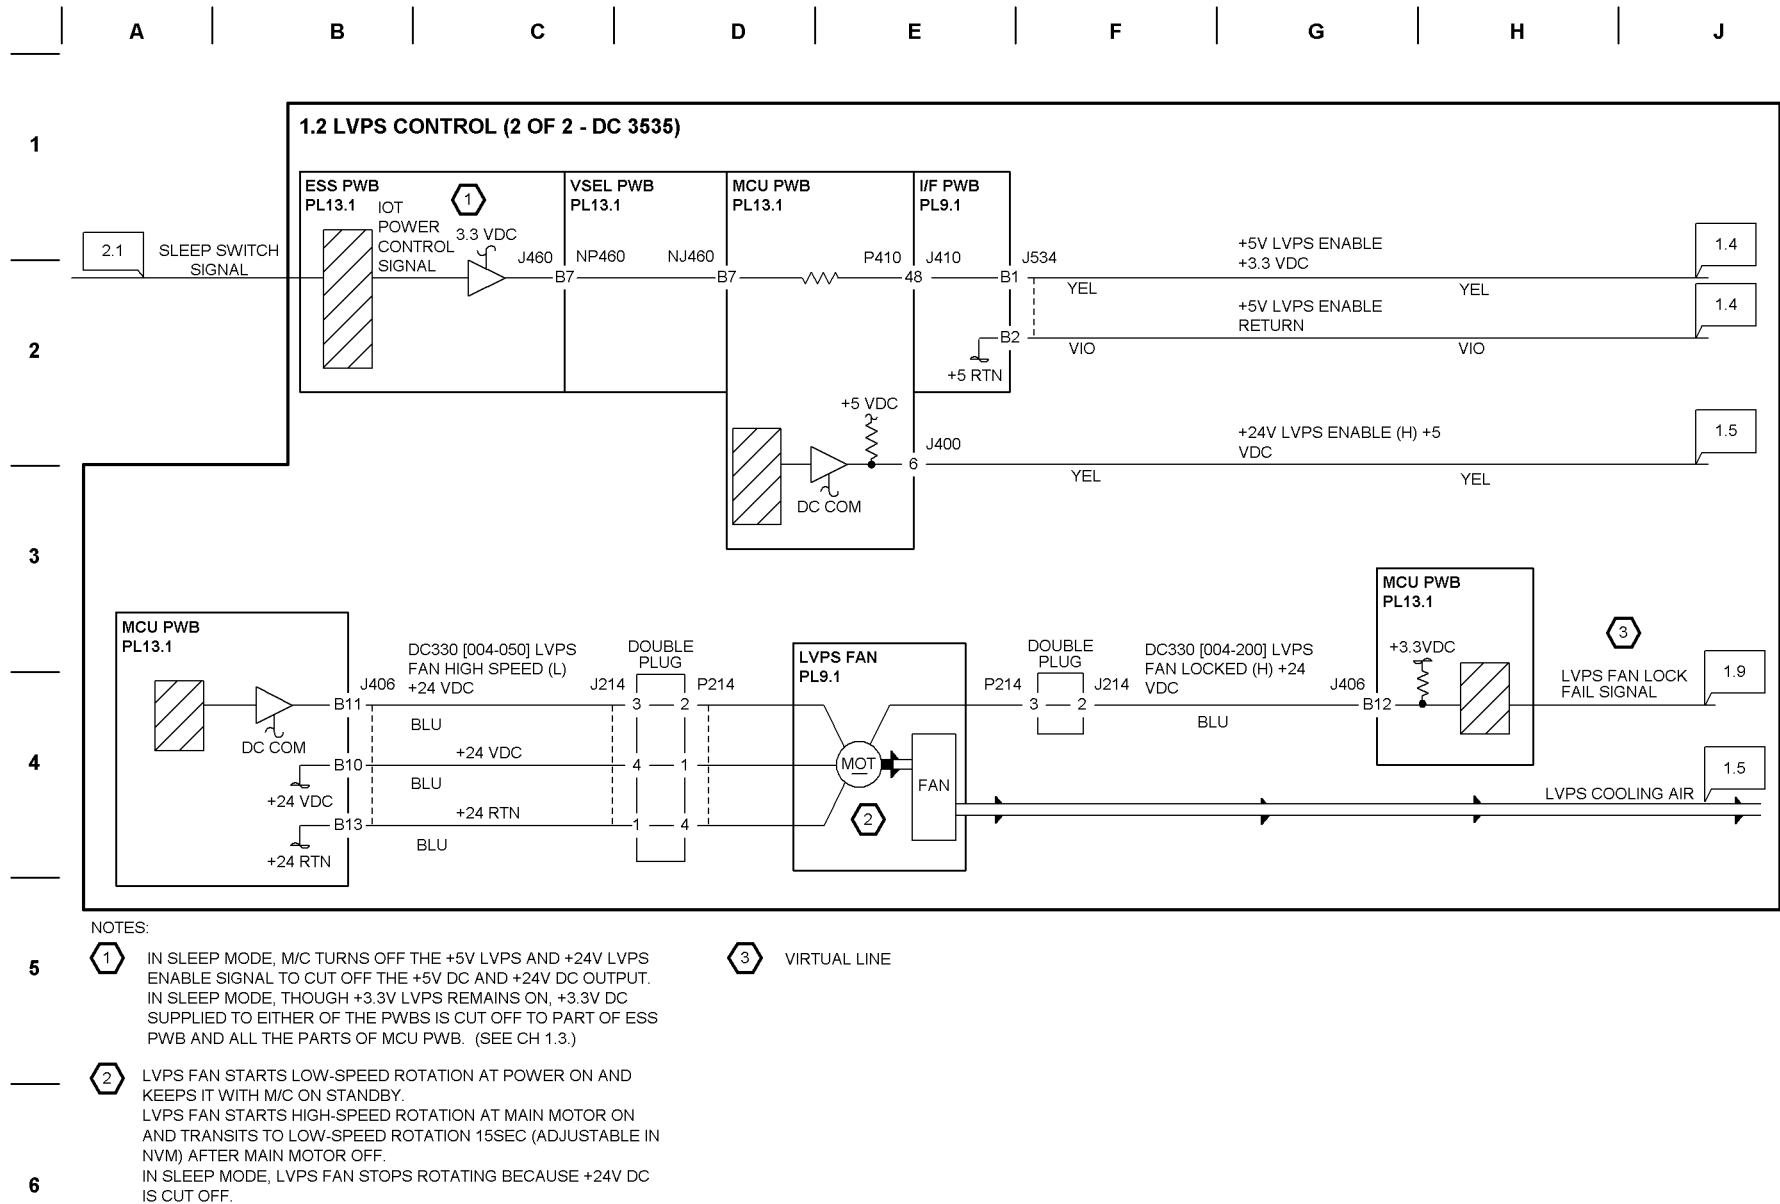 A B C D E F G H J
1
1.2 LVPS CONTROL (2 OF 2 - DC 3535)
ESS PWB
PL13.1
IOT
POWER
CONTROL
SIGNAL
1
3.3 VDC
VSEL PWB
PL13.1
MCU PWB
PL13.1
I/F PWB
PL9.1
2.1
SLEEP SWITCH
SIGNAL
J460
B7
NP460
NJ460
B7
P410
48
J410
B1
J534
YEL
+5V LVPS ENABLE
+3.3 VDC
YEL
1.4
2
B2
+5 RTN
VIO
+5V LVPS ENABLE
RETURN
VIO
1.4
+5 VDC
DC COM
J400
6
YEL
+24V LVPS ENABLE (H) +5
VDC
YEL
1.5
3
MCU PWB
PL13.1
DC COM
J406
B11
DC330 [004-050] LVPS
FAN HIGH SPEED (L)
+24 VDC
BLU
DOUBLE
PLUG
J214
P214
3 2
LVPS FAN
PL9.1
P214
DOUBLE
PLUG
J214
3 2
DC330 [004-200] LVPS
FAN LOCKED (H) +24
VDC
BLU
J406
B12
MCU PWB
PL13.1
+3.3VDC
3
LVPS FAN LOCK
FAIL SIGNAL
1.9
4
B10
+24 VDC
+24 VDC
BLU
4 1
MOT
FAN
2
LVPS COOLING AIR
1.5
B13
+24 RTN
+24 RTN
BLU
1 4
NOTES:
5
1
IN SLEEP MODE, M/C TURNS OFF THE +5V LVPS AND +24V LVPS
ENABLE SIGNAL TO CUT OFF THE +5V DC AND +24V DC OUTPUT.
IN SLEEP MODE, THOUGH +3.3V LVPS REMAINS ON, +3.3V DC
SUPPLIED TO EITHER OF THE PWBS IS CUT OFF TO PART OF ESS
PWB AND ALL THE PARTS OF MCU PWB. (SEE CH 1.3.)
3
VIRTUAL LINE
2
LVPS FAN STARTS LOW-SPEED ROTATION AT POWER ON AND
KEEPS IT WITH M/C ON STANDBY.
LVPS FAN STARTS HIGH-SPEED ROTATION AT MAIN MOTOR ON
AND TRANSITS TO LOW-SPEED ROTATION 15SEC (ADJUSTABLE IN
NVM) AFTER MAIN MOTOR OFF.
IN SLEEP MODE, LVPS FAN STOPS ROTATING BECAUSE +24V DC
IS CUT OFF.
6